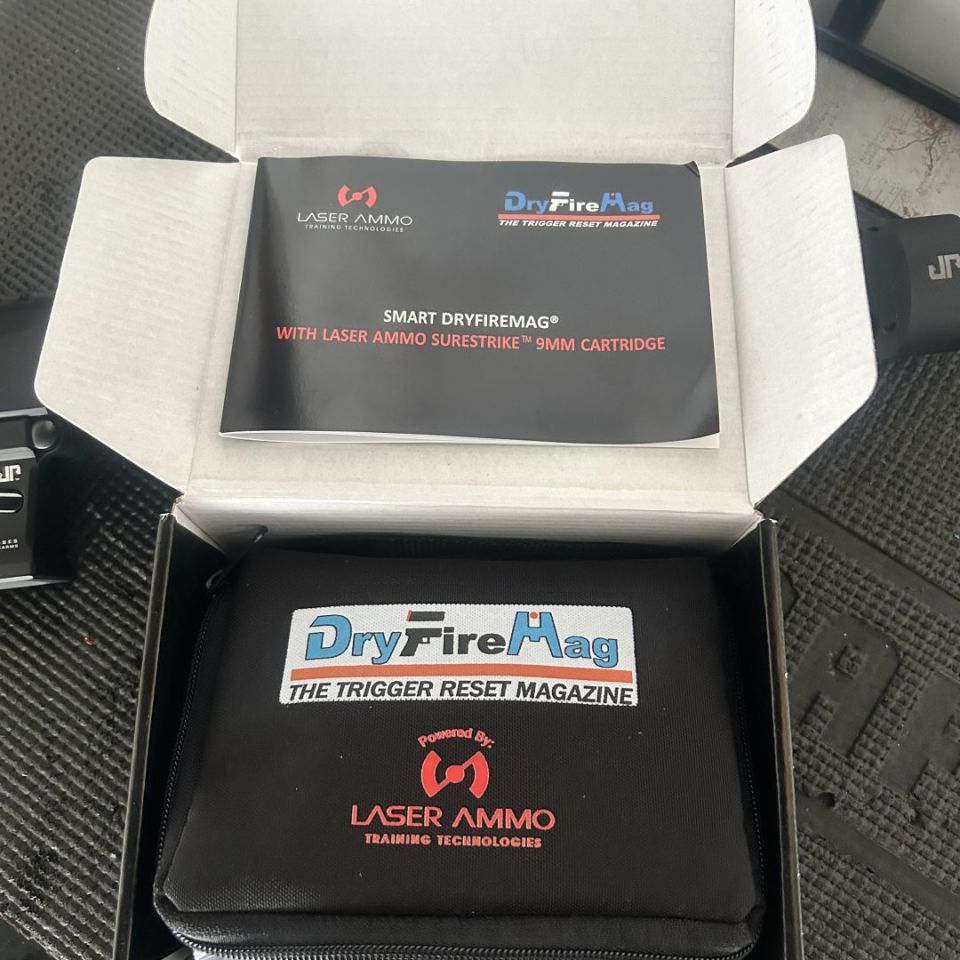 LASER AMMO
TRAINING TECHNOLOGIES
DryFireMag
THE TRIGGER RESET MAGAZINE
SMART DRYFIREMAG®
WITH LASER AMMO SURESTRIKE™ 9MM CARTRIDGE
DryFireMag
THE TRIGGER RESET MAGAZINE
Powered By:
LASER AMMO
TRAINING TECHNOLOGIES